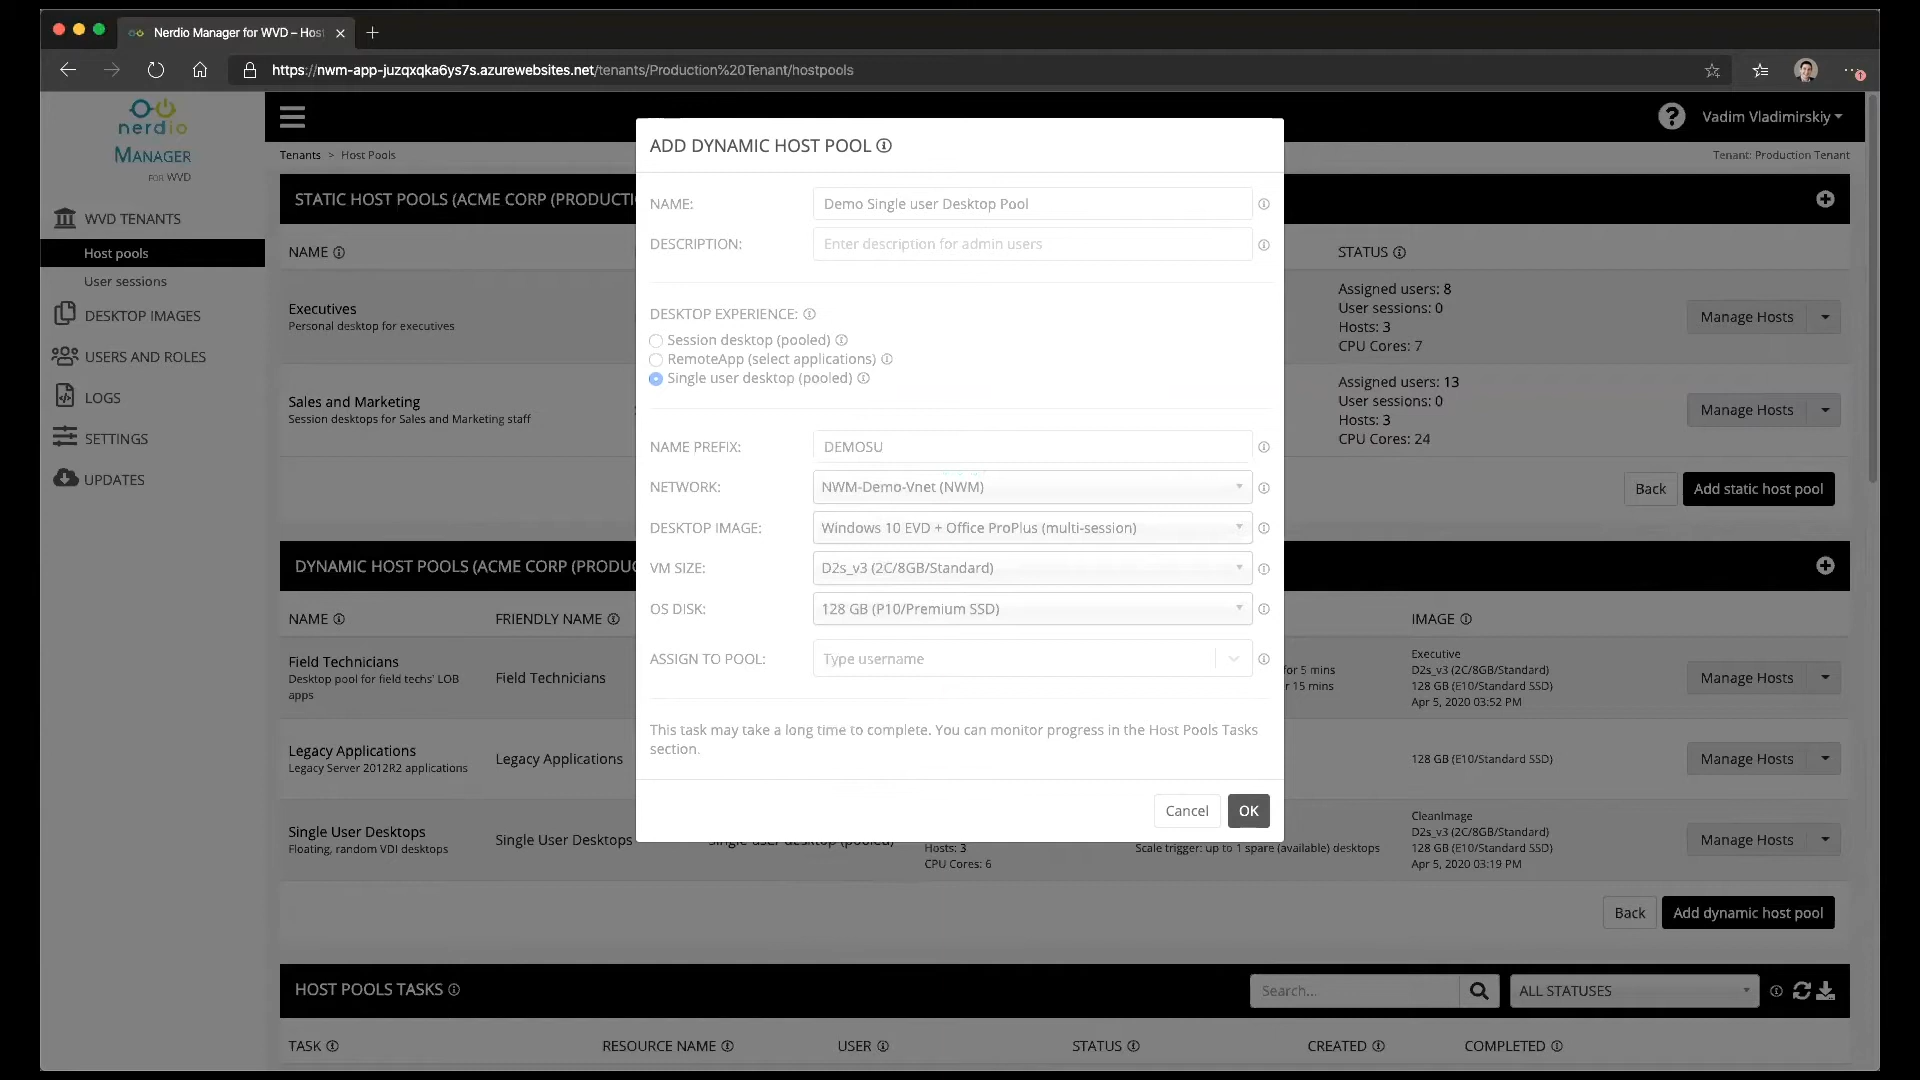 Nerdio Manager for WVD – Host
https://nwm-app-juzqxqka6ys7s.azurewebsites.net/tenants/Production%20Tenant/hostpools
nerdio
MANAGER
FOR WVD
WVD TENANTS
Host pools
User sessions
DESKTOP IMAGES
USERS AND ROLES
LOGS
SETTINGS
UPDATES
Vadim Vladimirskiy
Tenants > Host Pools
Tenant: Production Tenant
STATIC HOST POOLS (ACME CORP (PRODUCTI
NAME
STATUS
Executives
Personal desktop for executives
Assigned users: 8
User sessions: 0
Hosts: 3
CPU Cores: 7
Manage Hosts
Sales and Marketing
Session desktops for Sales and Marketing staff
Assigned users: 13
User sessions: 0
Hosts: 3
CPU Cores: 24
Manage Hosts
Back
Add static host pool
ADD DYNAMIC HOST POOL
NAME:
Demo Single user Desktop Pool
DESCRIPTION:
Enter description for admin users
DESKTOP EXPERIENCE:
Session desktop (pooled)
RemoteApp (select applications)
Single user desktop (pooled)
NAME PREFIX:
DEMOSU
NETWORK:
NWM-Demo-Vnet (NWM)
DESKTOP IMAGE:
Windows 10 EVD + Office ProPlus (multi-session)
VM SIZE:
D2s_v3 (2C/8GB/Standard)
OS DISK:
128 GB (P10/Premium SSD)
ASSIGN TO POOL:
Type username
This task may take a long time to complete. You can monitor progress in the Host Pools Tasks
section.
Cancel
OK
DYNAMIC HOST POOLS (ACME CORP (PRODU
NAME
FRIENDLY NAME
IMAGE
Field Technicians
Desktop pool for field techs' LOB
apps
Field Technicians
for 5 mins
r 15 mins
Executive
D2s_v3 (2C/8GB/Standard)
128 GB (E10/Standard SSD)
Apr 5, 2020 03:52 PM
Manage Hosts
Legacy Applications
Legacy Server 2012R2 applications
Legacy Applications
128 GB (E10/Standard SSD)
Manage Hosts
Single User Desktops
Floating, random VDI desktops
Single User Desktops
Single user desktop (pooled)
Hosts: 3
CPU Cores: 6
Scale trigger: up to 1 spare (available) desktops
CleanImage
D2s_v3 (2C/8GB/Standard)
128 GB (E10/Standard SSD)
Apr 5, 2020 03:19 PM
Manage Hosts
Back
Add dynamic host pool
HOST POOLS TASKS
Search...
ALL STATUSES
TASK
RESOURCE NAME
USER
STATUS
CREATED
COMPLETED